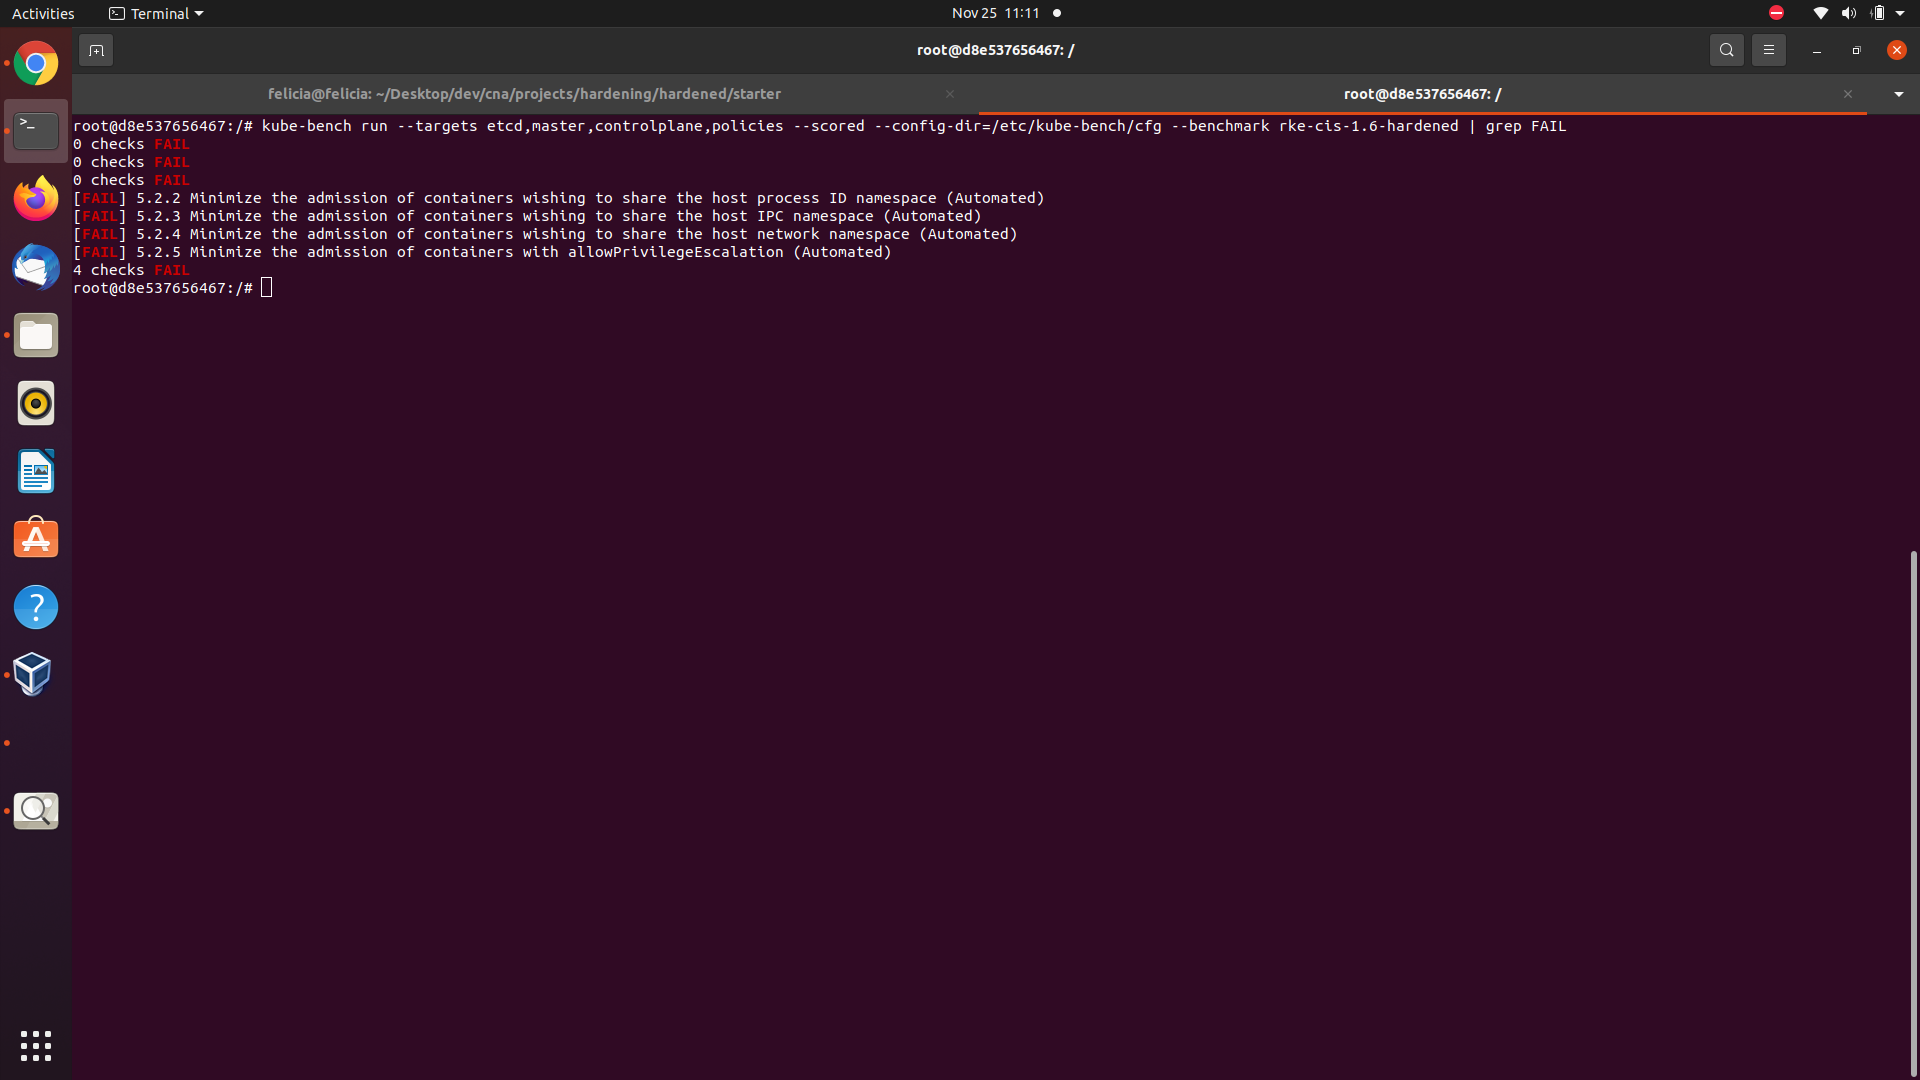 Activities
Terminal
Nov 25 11:11
root@d8e537656467: /
felicia@felicia: ~/Desktop/dev/cna/projects/hardening/hardened/starter
root@d8e537656467: /
root@d8e537656467:/# kube-bench run --targets etcd,master,controlplane,policies --scored --config-dir=/etc/kube-bench/cfg --benchmark rke-cis-1.6-hardened | grep FAIL
0 checks FAIL
0 checks FAIL
0 checks FAIL
[FAIL] 5.2.2 Minimize the admission of containers wishing to share the host process ID namespace (Automated)
[FAIL] 5.2.3 Minimize the admission of containers wishing to share the host IPC namespace (Automated)
[FAIL] 5.2.4 Minimize the admission of containers wishing to share the host network namespace (Automated)
[FAIL] 5.2.5 Minimize the admission of containers with allowPrivilegeEscalation (Automated)
4 checks FAIL
root@d8e537656467:/#